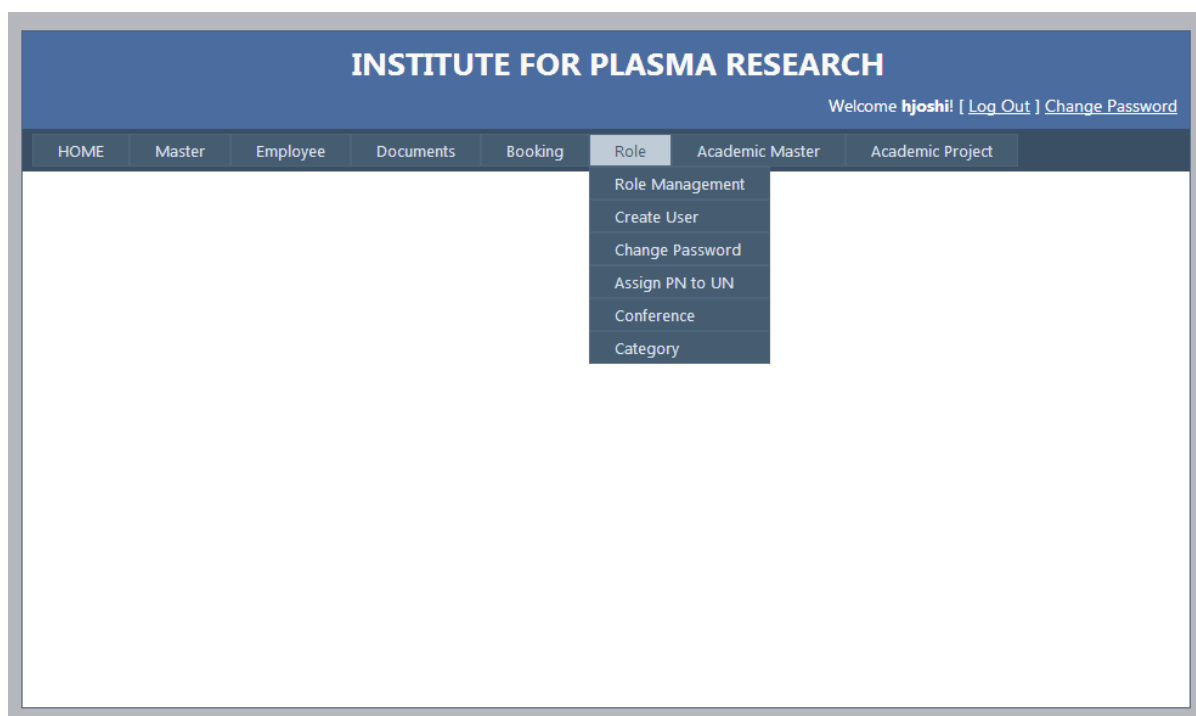 INSTITUTE FOR PLASMA RESEARCH
Welcome hjoshi! [ Log Out ] Change Password
HOME Master Employee Documents Booking Role Academic Master Academic Project
Role Management
Create User
Change Password
Assign PN to UN
Conference
Category